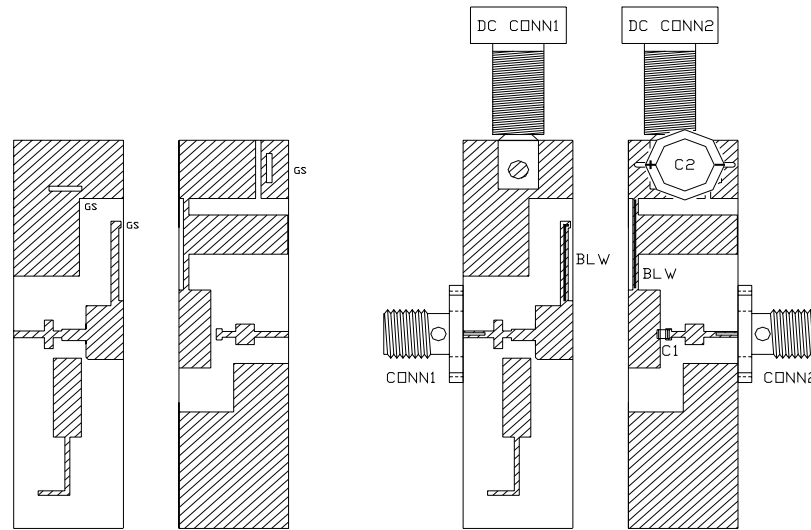 DC CONN1
DC CONN2
C2
GS
GS
GS
BLW
BLW
C1
CONN1
CONN2